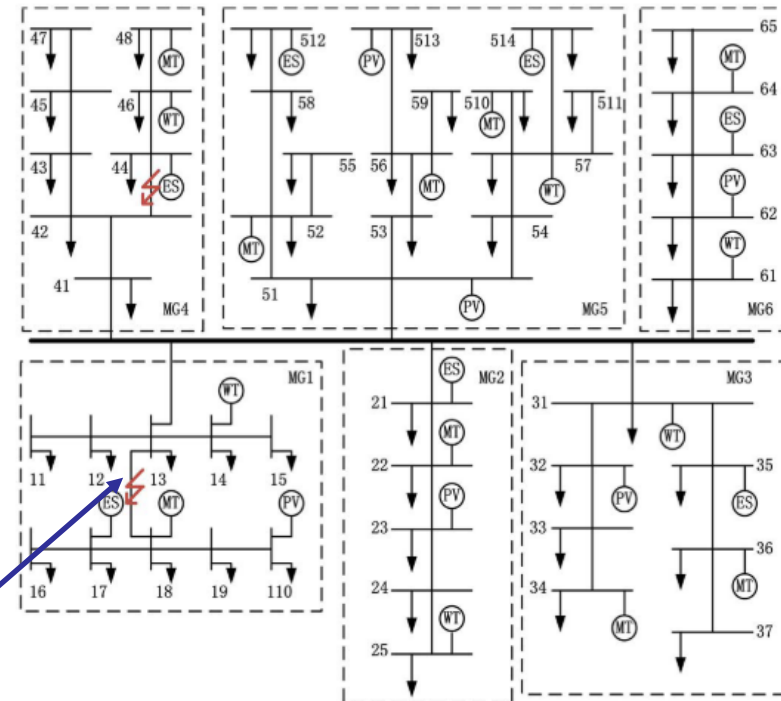 47 48 MT 512 ES PV 513 514 ES 65
MT
45 46 WT 58 59 510 MT 511 64
ES
43 44 ES 55 56 MT 57 WT 63
PV
42 MT 52 53 54 62
WT
41 51 PV 61
MG4 MG5 MG6
MG1 WT MG2 ES MG3
21 31
MT WT
11 12 13 14 15 22 32 PV 35 ES
ES MT PV PV
23 33 36
MT
16 17 18 19 110 24 34 MT
WT
25 37